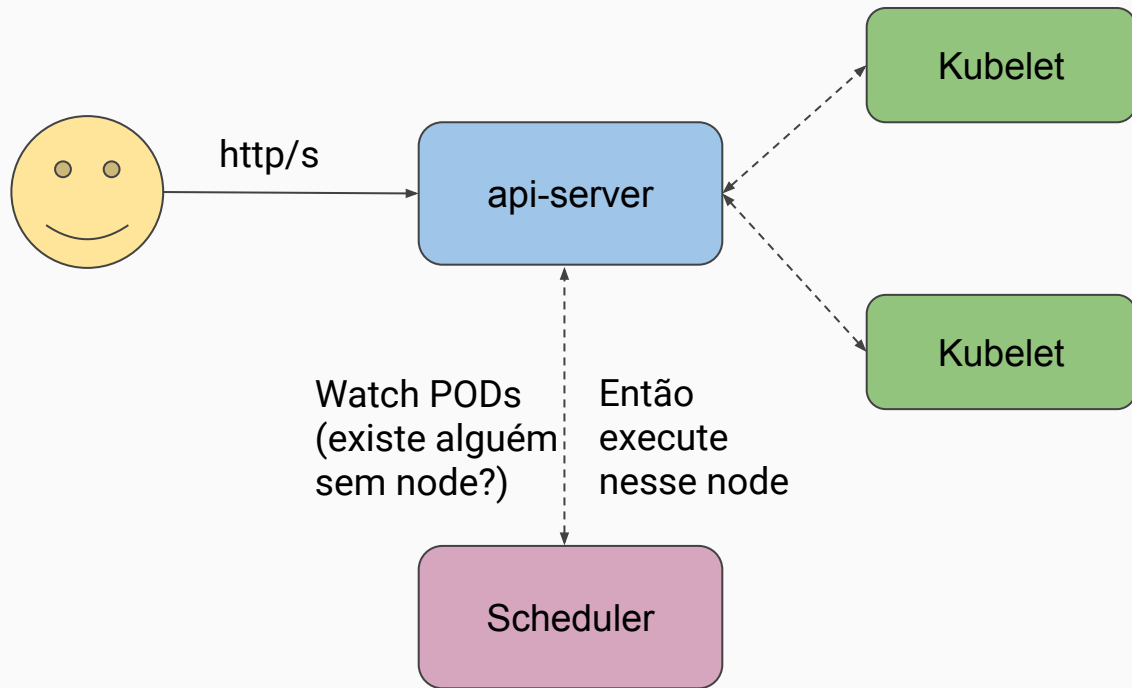 Kubelet
http/s
api-server
Kubelet
Watch PODs
(existe alguém
sem node?)
Então
execute
nesse node
Scheduler